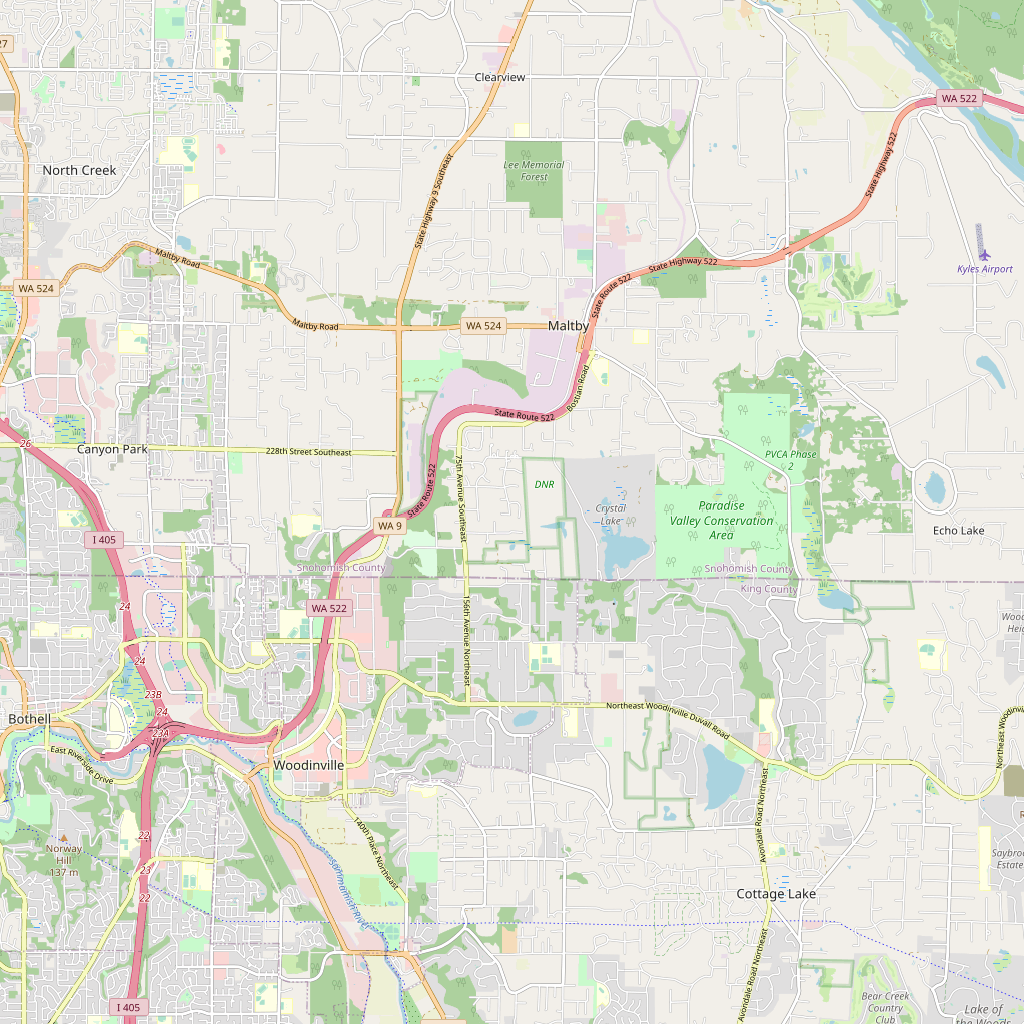 27
Clearview
WA 522
State Highway 522
Lee Memorial
Forest
North Creek
State Highway 9 Southeast
Maltby Road
WA 524
State Highway 522
State Route 522
Kyles Airport
Maltby Road
WA 524
Maltby
Bostian Road
State Route 522
26
Canyon Park
228th Street Southeast
State Route 522
75th Avenue Southeast
PVCA Phase
2
DNR
Crystal
Lake
Paradise
Valley Conservation
Area
WA 9
Echo Lake
I 405
Snohomish County
Snohomish County
King County
24
WA 522
156th Avenue Northeast
24
23B
24
23A
Bothell
East Riverside Drive
Northeast Woodinville Duvall Road
Woodinville
140th Place Northeast
Avondale Road Northeast
22
Norway
Hill
137 m
23
22
Sammamish River
Cottage Lake
Avondale Road Northeast
I 405
Bear Creek
Country
Club
Lake of
the Woods